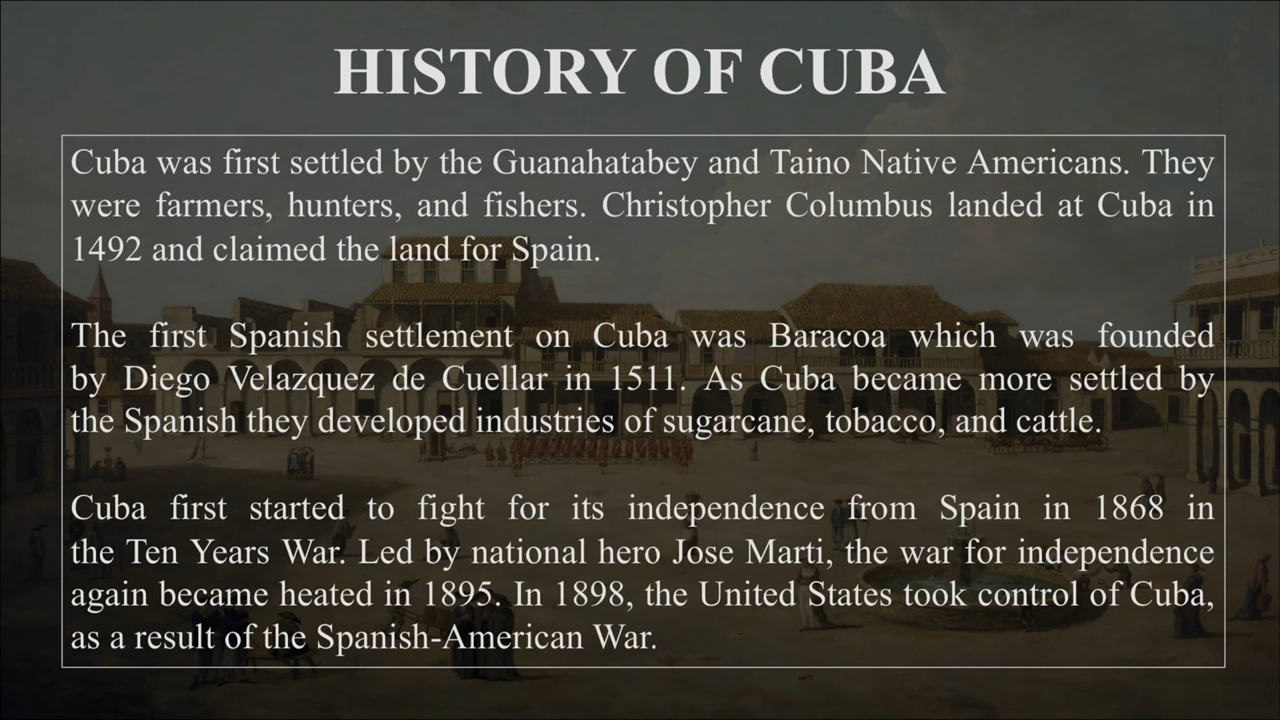 HISTORY OF CUBA
Cuba was first settled by the Guanahatabey and Taino Native Americans. They
were farmers, hunters, and fishers. Christopher Columbus landed at Cuba in
1492 and claimed the land for Spain.
The first Spanish settlement on Cuba was Baracoa which was founded
by Diego Velazquez de Cuellar in 1511. As Cuba became more settled by
the Spanish they developed industries of sugarcane, tobacco, and cattle.
Cuba first started to fight for its independence from Spain in 1868 in
the Ten Years War. Led by national hero Jose Marti, the war for independence
again became heated in 1895. In 1898, the United States took control of Cuba,
as a result of the Spanish-American War.